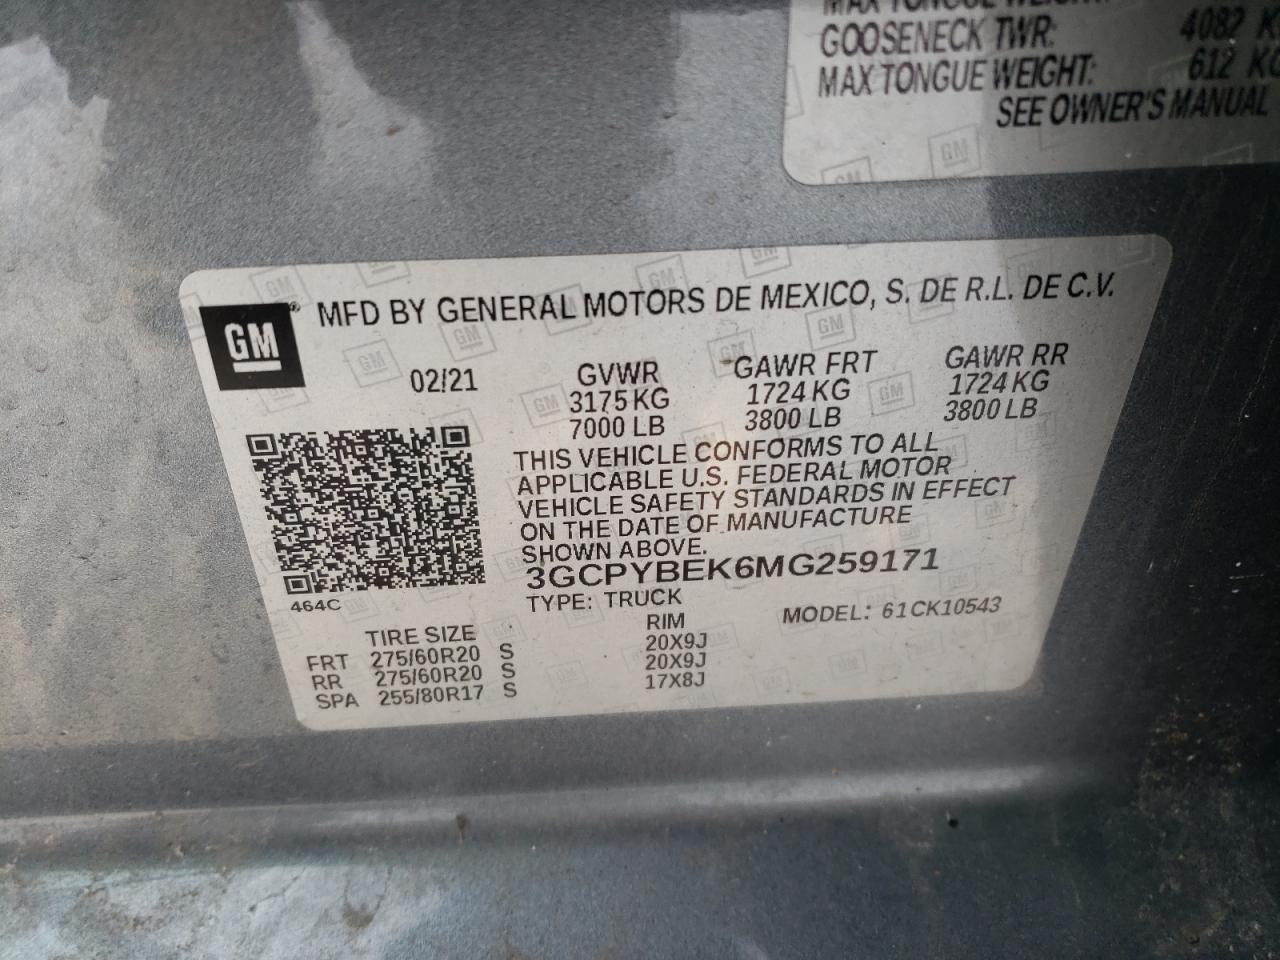 MAX TONGUE WEIGHT:
GOOSENECK TWR: 4082 K
MAX TONGUE WEIGHT: 612 KG
SEE OWNER'S MANUAL
GM
MFD BY GENERAL MOTORS DE MEXICO, S. DE R.L. DE C.V.
02/21 GVWR GAWR FRT GAWR RR
3175 KG 1724 KG 1724 KG
7000 LB 3800 LB 3800 LB
THIS VEHICLE CONFORMS TO ALL
APPLICABLE U.S. FEDERAL MOTOR
VEHICLE SAFETY STANDARDS IN EFFECT
ON THE DATE OF MANUFACTURE
SHOWN ABOVE.
3GCPYBEK6MG259171
464C
TYPE: TRUCK MODEL: 61CK10543
TIRE SIZE RIM
FRT 275/60R20 S 20X9J
RR 275/60R20 S 20X9J
SPA 255/80R17 S 17X8J